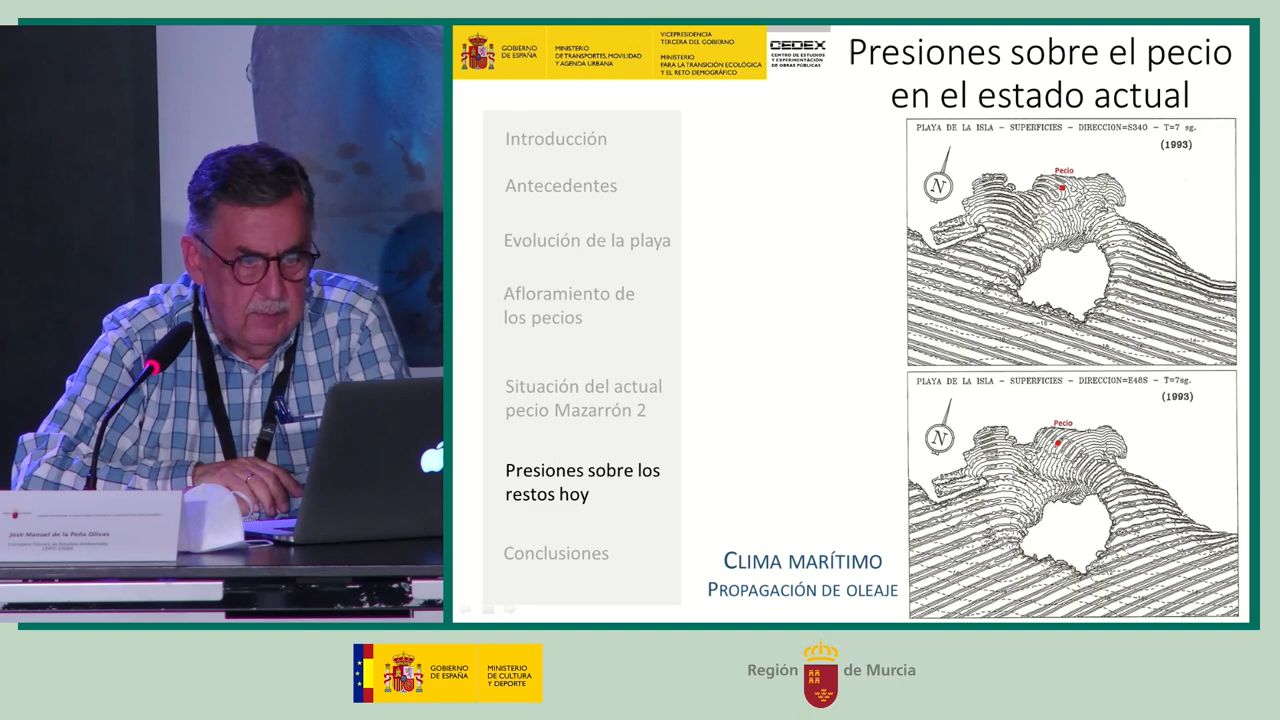 GOBIERNO
DE ESPAÑA
MINISTERIO
DE TRANSPORTES, MOVILIDAD
Y AGENDA URBANA
VICEPRESIDENCIA
TERCERA DEL GOBIERNO
MINISTERIO
PARA LA TRANSICIÓN ECOLÓGICA
Y EL RETO DEMOGRÁFICO
CEDEX
CENTRO DE ESTUDIOS
Y EXPERIMENTACIÓN
DE OBRAS PÚBLICAS
Presiones sobre el pecio
en el estado actual
Introducción
Antecedentes
Evolución de la playa
Afloramiento de
los pecios
Situación del actual
pecio Mazarrón 2
Presiones sobre los
restos hoy
Conclusiones
CLIMA MARÍTIMO
PROPAGACIÓN DE OLEAJE
PLAYA DE LA ISLA - SUPERFICIES - DIRECCION=S340 - T=7 sg.
(1993)
Pecio
N
PLAYA DE LA ISLA - SUPERFICIES - DIRECCION=E48S - T=7sg.
(1993)
Pecio
N
José Manuel de la Peña Olivas
GOBIERNO
DE ESPAÑA
MINISTERIO
DE CULTURA
Y DEPORTE
Región de Murcia